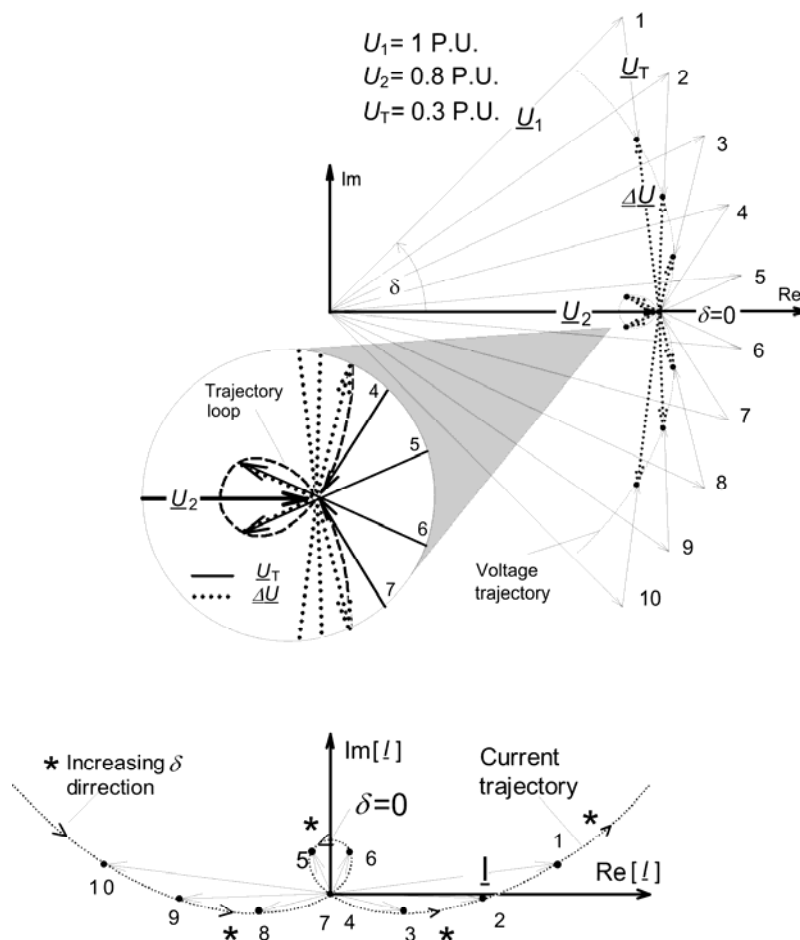 U1= 1 P.U.
U2= 0.8 P.U.
UT= 0.3 P.U.
1
UT
2
U1
3
Im
4
ΔU
δ
5
Re
U2
δ=0
6
Trajectory
loop
4
7
5
U2
8
6
UT
7
9
ΔU
Voltage
trajectory
10
Im[I]
* Increasing δ
dirrection
Current
trajectory
δ=0
*
*
1
5
6
10
I
Re[I]
9
8
7
4
3
2
*
*